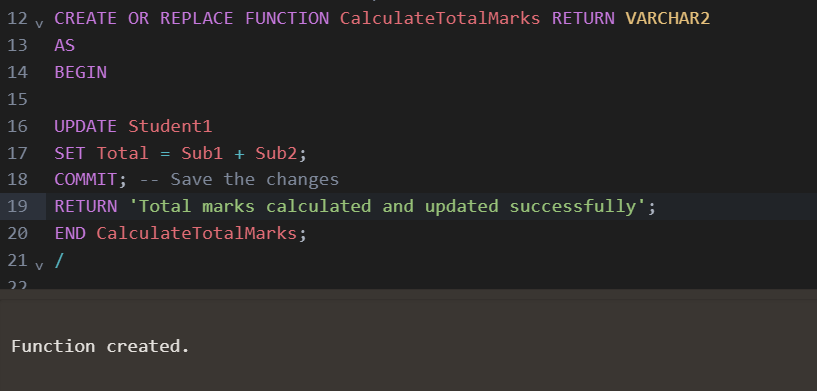 12 v CREATE OR REPLACE FUNCTION CalculateTotalMarks RETURN VARCHAR2
13 AS
14 BEGIN
15
16 UPDATE Student1
17 SET Total = Sub1 + Sub2;
18 COMMIT; -- Save the changes
19 RETURN 'Total marks calculated and updated successfully';
20 END CalculateTotalMarks;
21 v /
22
Function created.